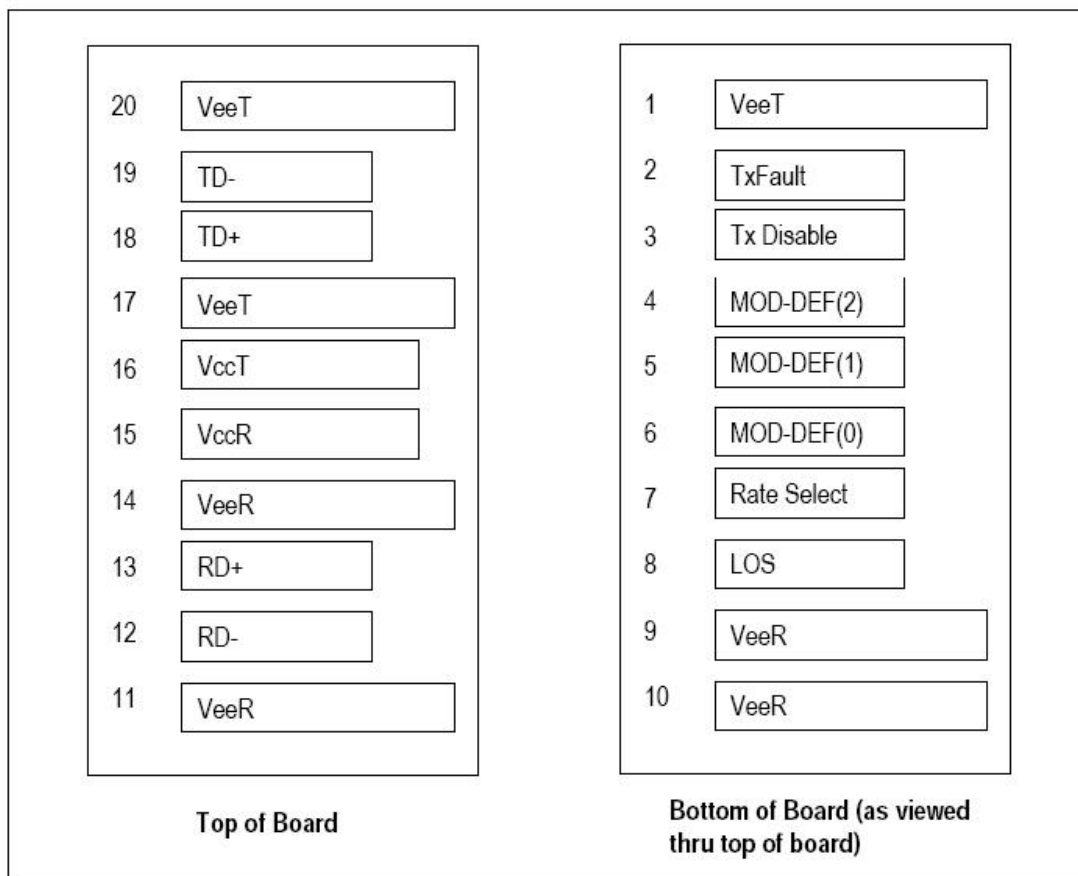 20 VeeT
19 TD-
18 TD+
17 VeeT
16 VccT
15 VccR
14 VeeR
13 RD+
12 RD-
11 VeeR
Top of Board
1 VeeT
2 TxFault
3 Tx Disable
4 MOD-DEF(2)
5 MOD-DEF(1)
6 MOD-DEF(0)
7 Rate Select
8 LOS
9 VeeR
10 VeeR
Bottom of Board (as viewed
thru top of board)